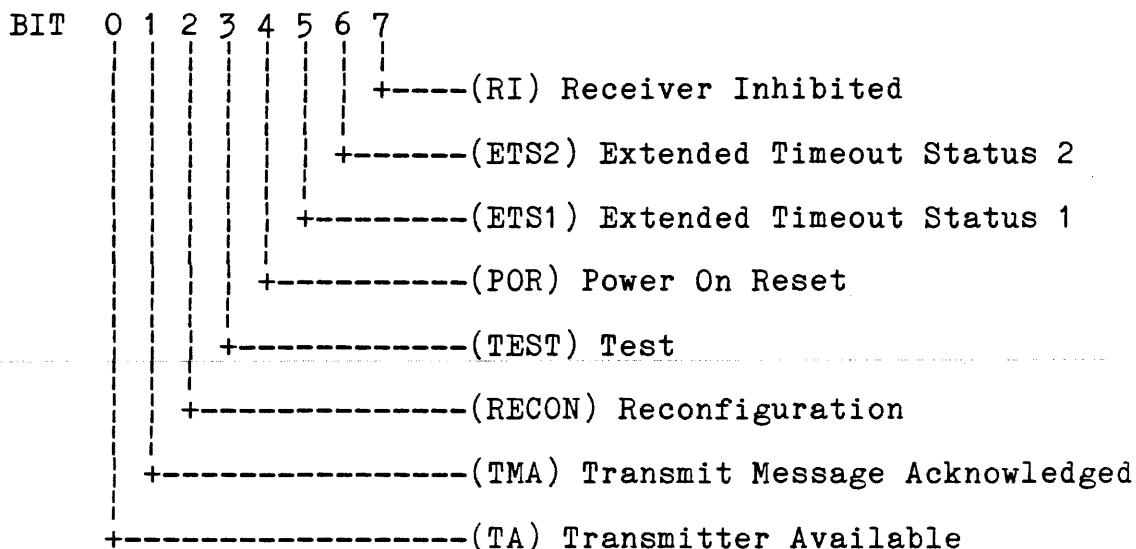 BIT 0 1 2 3 4 5 6 7
(RI) Receiver Inhibited
(ETS2) Extended Timeout Status 2
(ETS1) Extended Timeout Status 1
(POR) Power On Reset
(TEST) Test
(RECON) Reconfiguration
(TMA) Transmit Message Acknowledged
(TA) Transmitter Available